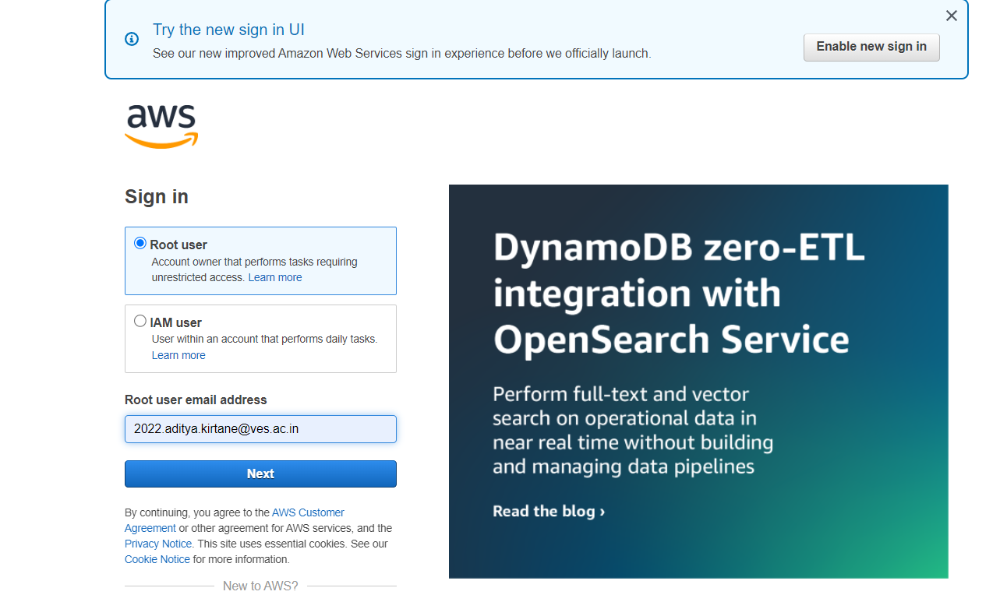 Try the new sign in UI
See our new improved Amazon Web Services sign in experience before we officially launch.
Enable new sign in
aws
Sign in
Root user
Account owner that performs tasks requiring
unrestricted access. Learn more
IAM user
User within an account that performs daily tasks.
Learn more
Root user email address
2022.aditya.kirtane@ves.ac.in
Next
By continuing, you agree to the AWS Customer
Agreement or other agreement for AWS services, and the
Privacy Notice. This site uses essential cookies. See our
Cookie Notice for more information.
New to AWS?
DynamoDB zero-ETL
integration with
OpenSearch Service
Perform full-text and vector
search on operational data in
near real time without building
and managing data pipelines
Read the blog ›